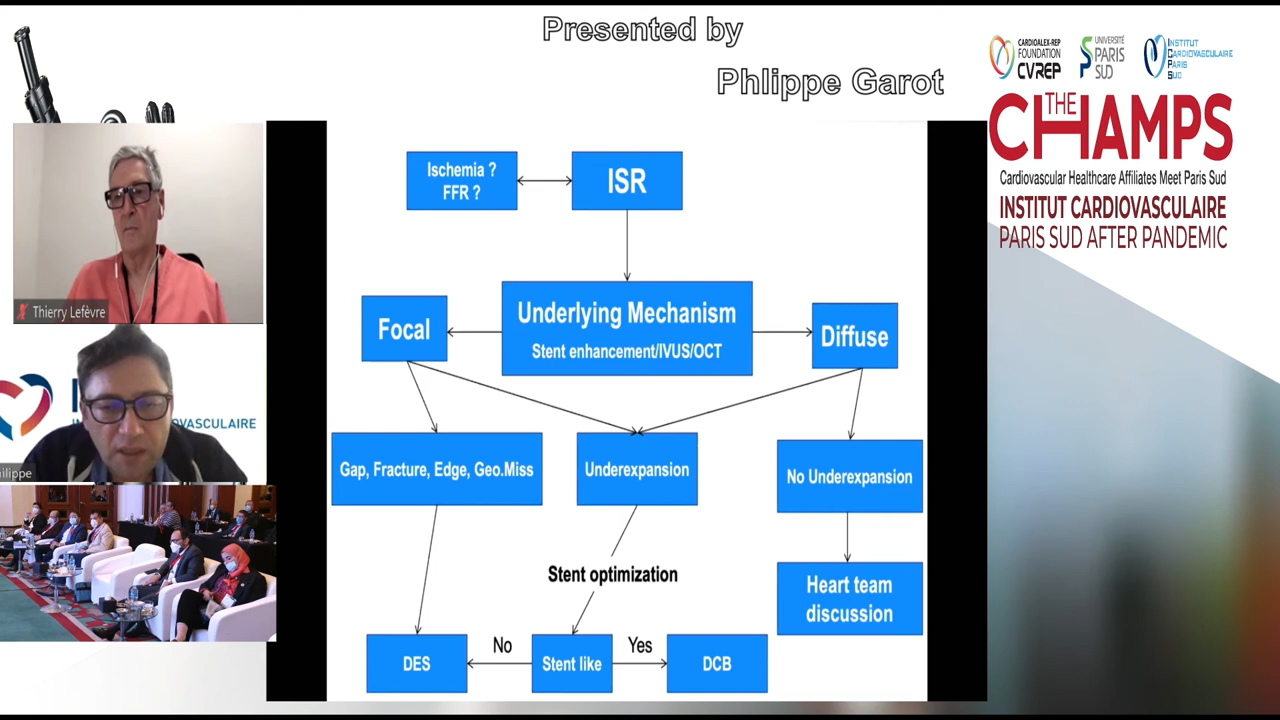 Presented by
Phlippe Garot
CARDIOALEX-REP
FOUNDATION
CVREP
UNIVERSITÉ
PARIS
SUD
INSTITUT
CARDIOVASCULAIRE
PARIS
SUD
THE
CHAMPS
Cardiovascular Healthcare Affiliates Meet Paris Sud
INSTITUT CARDIOVASCULAIRE
PARIS SUD AFTER PANDEMIC
Thierry Lefèvre
OVASCULAIRE
ilippe
Ischemia ?
FFR ?
ISR
Underlying Mechanism
Stent enhancement/IVUS/OCT
Focal
Diffuse
Gap, Fracture, Edge, Geo.Miss
Underexpansion
No Underexpansion
Stent optimization
Heart team
discussion
DES
No
Stent like
Yes
DCB